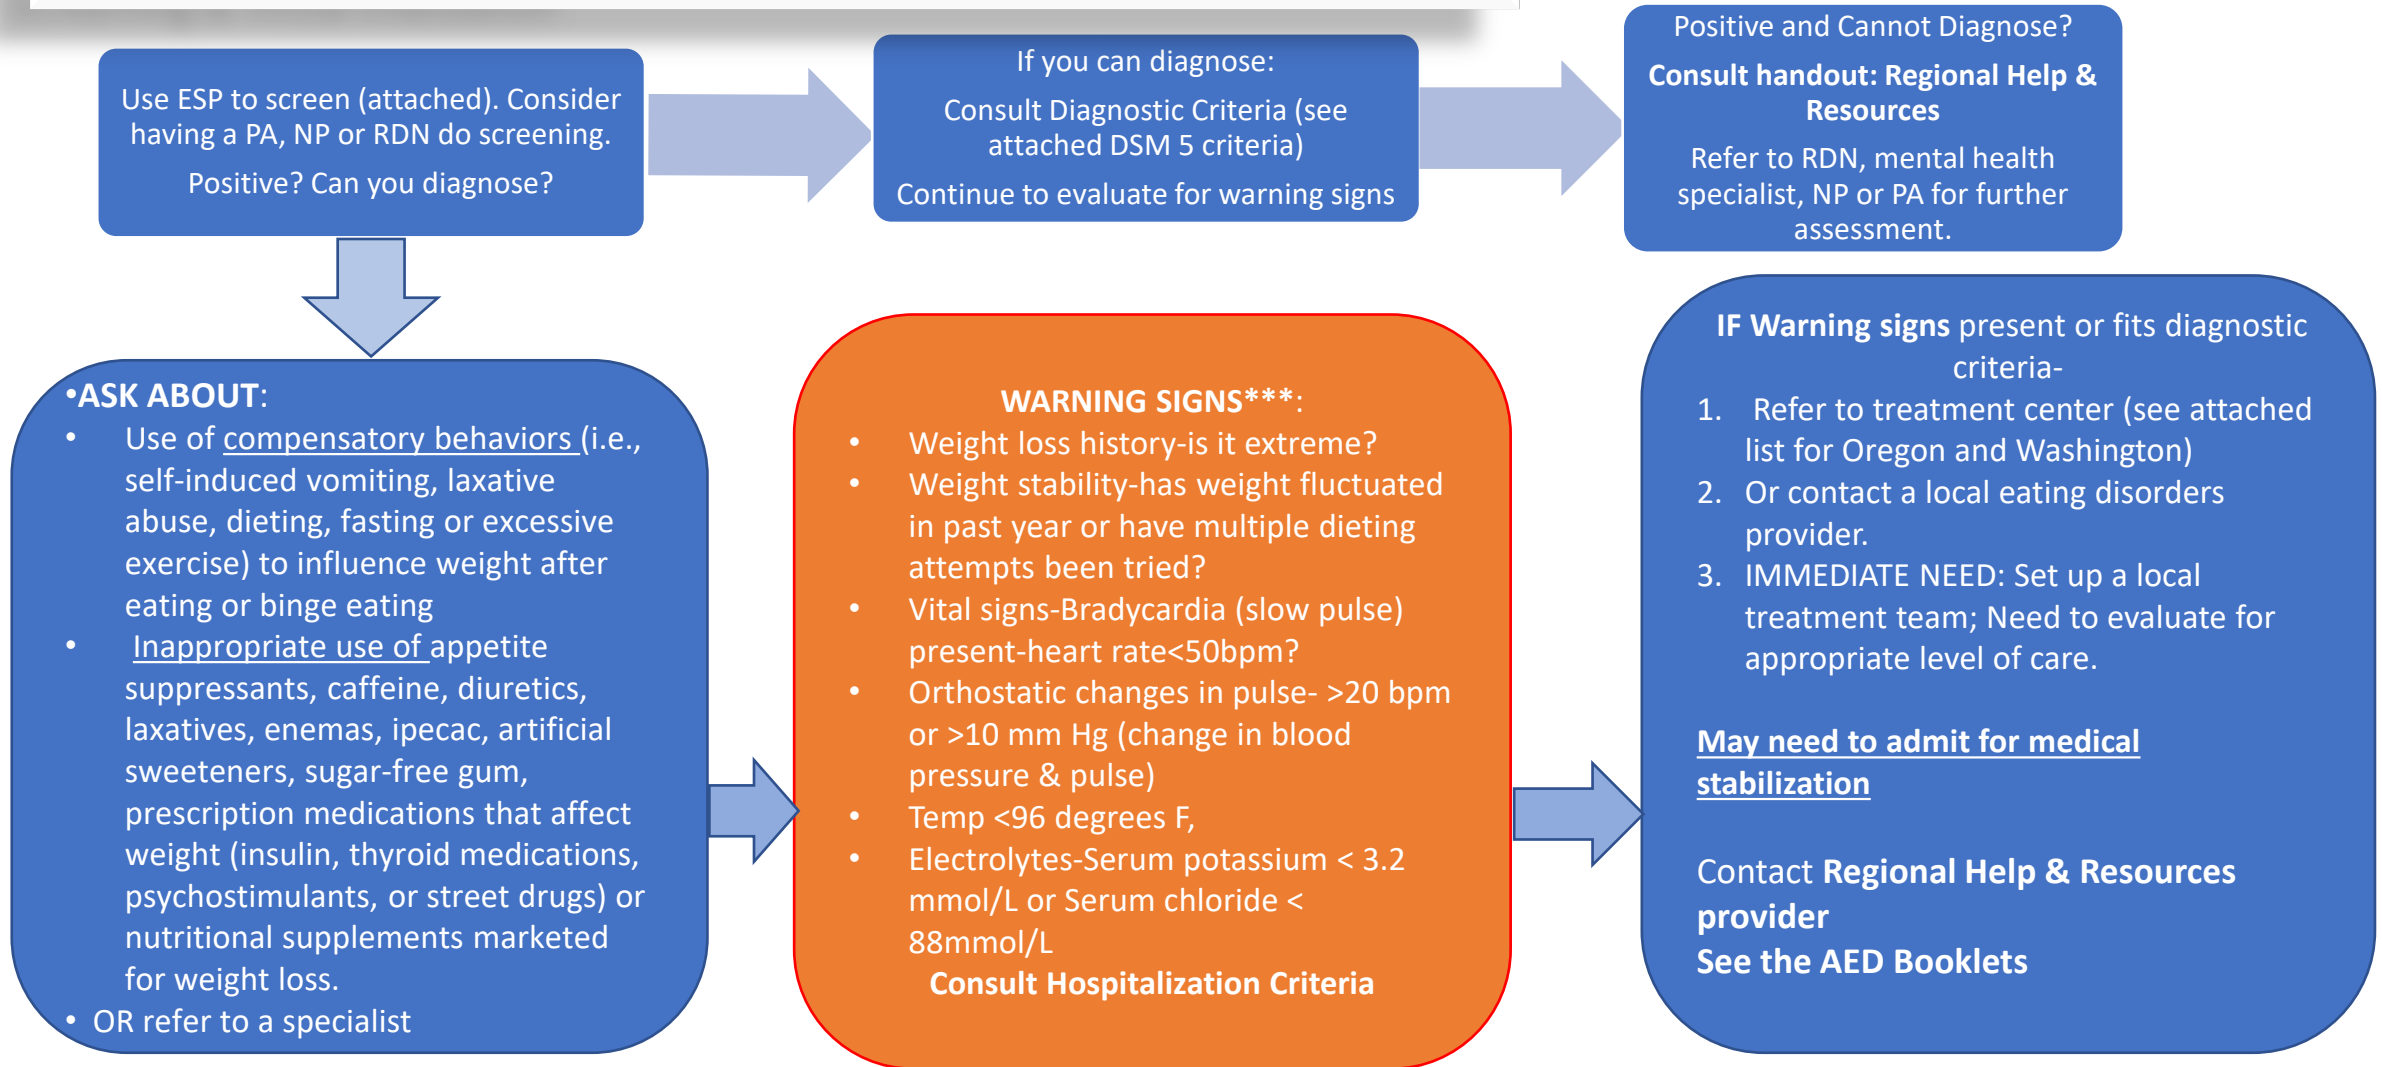 Use ESP to screen (attached). Consider
having a PA, NP or RDN do screening.
Positive? Can you diagnose?
If you can diagnose:
Consult Diagnostic Criteria (see
attached DSM 5 criteria)
Continue to evaluate for warning signs
Positive and Cannot Diagnose?
Consult handout: Regional Help &
Resources
Refer to RDN, mental health
specialist, NP or PA for further
assessment.
•ASK ABOUT:
• Use of compensatory behaviors (i.e.,
self-induced vomiting, laxative
abuse, dieting, fasting or excessive
exercise) to influence weight after
eating or binge eating
• Inappropriate use of appetite
suppressants, caffeine, diuretics,
laxatives, enemas, ipecac, artificial
sweeteners, sugar-free gum,
prescription medications that affect
weight (insulin, thyroid medications,
psychostimulants, or street drugs) or
nutritional supplements marketed
for weight loss.
• OR refer to a specialist
WARNING SIGNS***:
• Weight loss history-is it extreme?
• Weight stability-has weight fluctuated
in past year or have multiple dieting
attempts been tried?
• Vital signs-Bradycardia (slow pulse)
present-heart rate<50bpm?
• Orthostatic changes in pulse- >20 bpm
or >10 mm Hg (change in blood
pressure & pulse)
• Temp <96 degrees F,
• Electrolytes-Serum potassium < 3.2
mmol/L or Serum chloride <
88mmol/L
Consult Hospitalization Criteria
IF Warning signs present or fits diagnostic
criteria-
1. Refer to treatment center (see attached
list for Oregon and Washington)
2. Or contact a local eating disorders
provider.
3. IMMEDIATE NEED: Set up a local
treatment team; Need to evaluate for
appropriate level of care.
May need to admit for medical
stabilization
Contact Regional Help & Resources
provider
See the AED Booklets